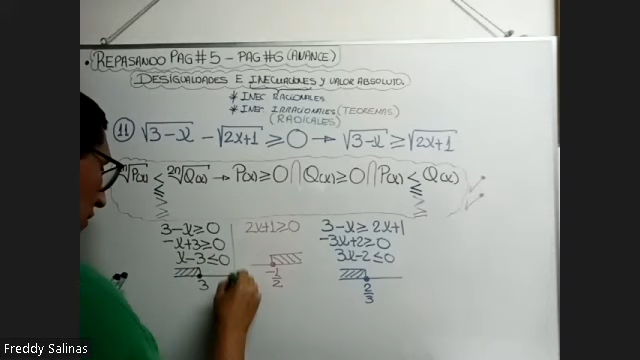 • REPASANDO PAG#5 – PAG#6 (AVANCE)
DESIGUALDADES E INECUACIONES Y VALOR ABSOLUTO.
* INEC RACIONALES
* INEC IRRACIONALES (TEOREMAS)
(RADICALES)
11 √3-x - √2x+1 ≥ 0 → √3-x ≥ √2x+1
ⁿ√P(x) ≤ ²ⁿ√Q(x) → P(x) ≥ 0 ∩ Q(x) ≥ 0 ∩ P(x) ≤ Q(x)
3-x ≥ 0 2x+1 ≥ 0 3-x ≥ 2x+1
-x+3 ≥ 0 -3x+2 ≥ 0
x-3 ≤ 0 3x-2 ≤ 0
3 -1/2 2/3
Freddy Salinas